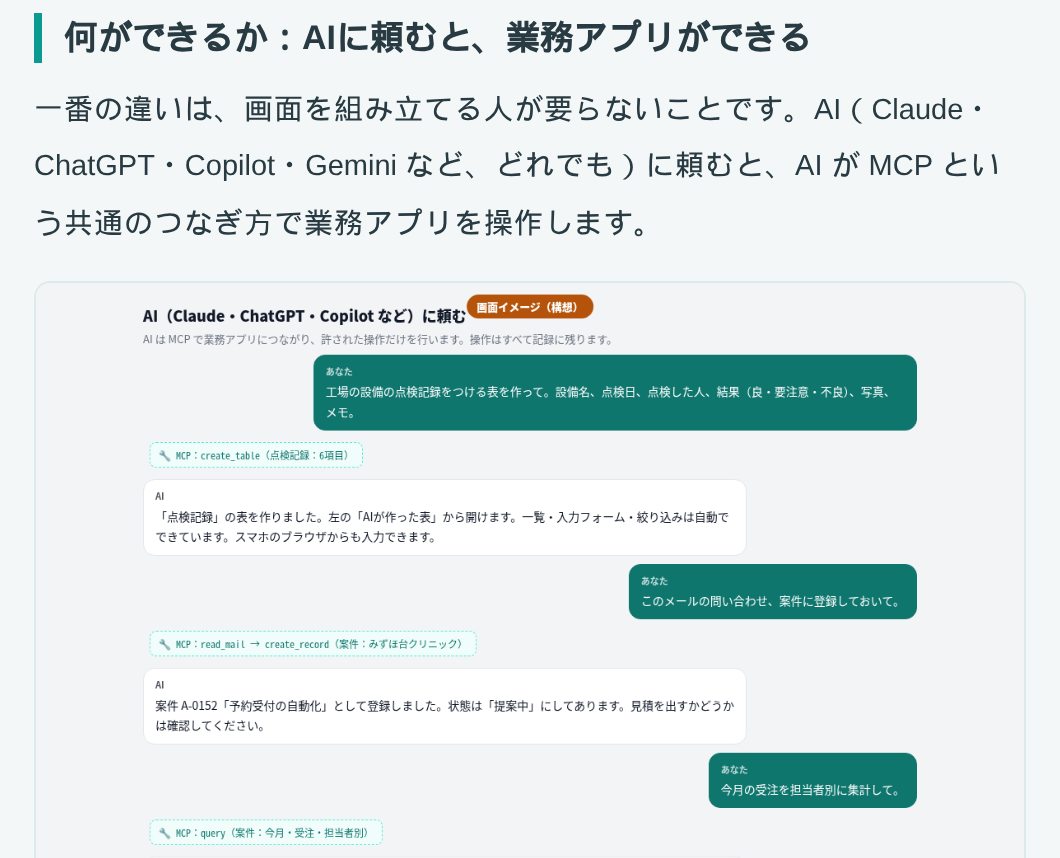 何ができるか：AIに頼むと、業務アプリができる
一番の違いは、画面を組み立てる人が要らないことです。AI（Claude・
ChatGPT・Copilot・Gemini など、どれでも）に頼むと、AI が MCP とい
う共通のつなぎ方で業務アプリを操作します。
AI（Claude・ChatGPT・Copilot など）に頼む
画面イメージ（構想）
AI は MCP で業務アプリにつながり、許された操作だけを行います。操作はすべて記録に残ります。
あなた
工場の設備の点検記録をつける表を作って。設備名、点検日、点検した人、結果（良・要注意・不良）、写真、
メモ。
🔧 MCP：create_table（点検記録：6項目）
AI
「点検記録」の表を作りました。左の「AIが作った表」から開けます。一覧・入力フォーム・絞り込みは自動で
できています。スマホのブラウザからも入力できます。
あなた
このメールの問い合わせ、案件に登録しておいて。
🔧 MCP：read_mail → create_record（案件：みずほ台クリニック）
AI
案件 A-0152「予約受付の自動化」として登録しました。状態は「提案中」にしてあります。見積を出すかどうか
は確認してください。
あなた
今月の受注を担当者別に集計して。
🔧 MCP：query（案件：今月・受注・担当者別）